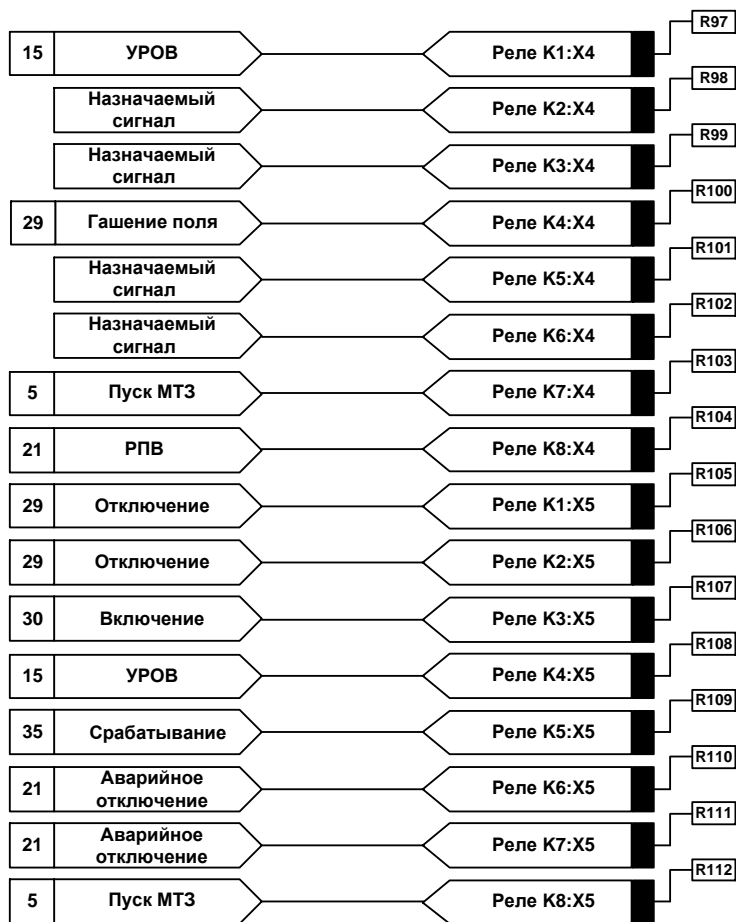 R97
15 УРОВ Реле K1:X4
R98
Назначаемый
сигнал
Реле K2:X4
R99
Назначаемый
сигнал
Реле K3:X4
R100
29 Гашение поля Реле K4:X4
R101
Назначаемый
сигнал
Реле K5:X4
R102
Назначаемый
сигнал
Реле K6:X4
R103
5 Пуск МТЗ Реле K7:X4
R104
21 РПВ Реле K8:X4
R105
29 Отключение Реле K1:X5
R106
29 Отключение Реле K2:X5
R107
30 Включение Реле K3:X5
R108
15 УРОВ Реле K4:X5
R109
35 Срабатывание Реле K5:X5
R110
21 Аварийное
отключение
Реле K6:X5
R111
21 Аварийное
отключение
Реле K7:X5
R112
5 Пуск МТЗ Реле K8:X5